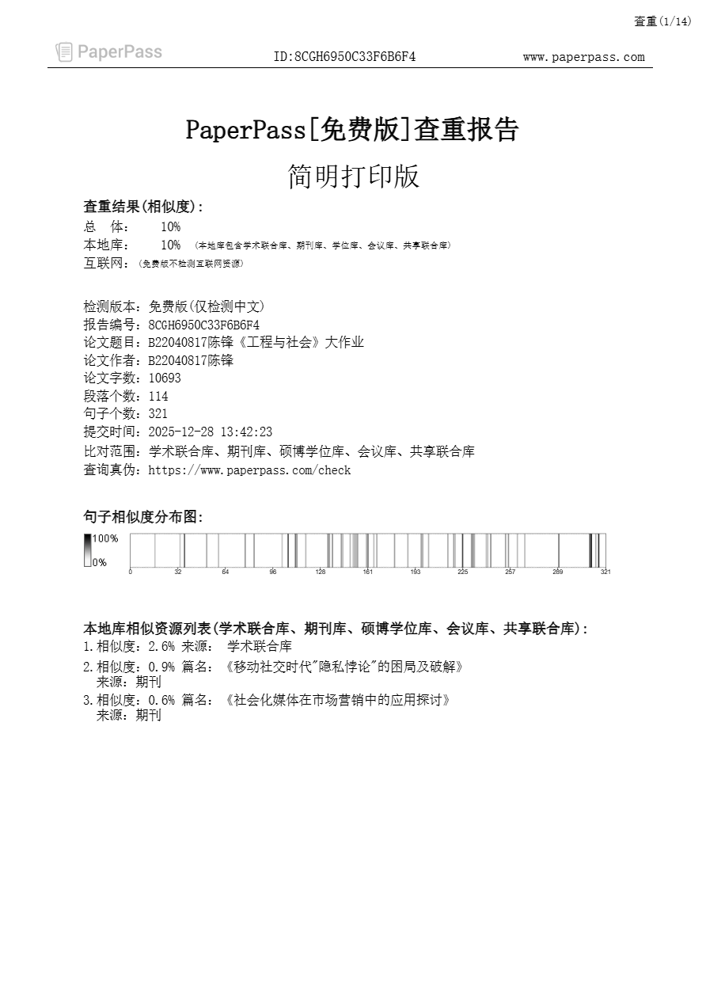 查重(1/14)
PaperPass
ID:8CGH6950C33F6B6F4
www.paperpass.com
PaperPass[免费版]查重报告
简明打印版
查重结果(相似度):
总 体: 10%
本地库: 10% (本地库包含学术联合库、期刊库、学位库、会议库、共享联合库)
互联网:(免费版不检测互联网资源)
检测版本:免费版(仅检测中文)
报告编号:8CGH6950C33F6B6F4
论文题目:B22040817陈锋《工程与社会》大作业
论文作者:B22040817陈锋
论文字数:10693
段落个数:114
句子个数:321
提交时间:2025-12-28 13:42:23
比对范围:学术联合库、期刊库、硕博学位库、会议库、共享联合库
查询真伪:https://www.paperpass.com/check
句子相似度分布图:
100%
0%
0 32 64 96 128 161 193 225 257 289 321
本地库相似资源列表(学术联合库、期刊库、硕博学位库、会议库、共享联合库):
1.相似度:2.6% 来源: 学术联合库
2.相似度:0.9% 篇名:《移动社交时代"隐私悖论"的困局及破解》
来源:期刊
3.相似度:0.6% 篇名:《社会化媒体在市场营销中的应用探讨》
来源:期刊